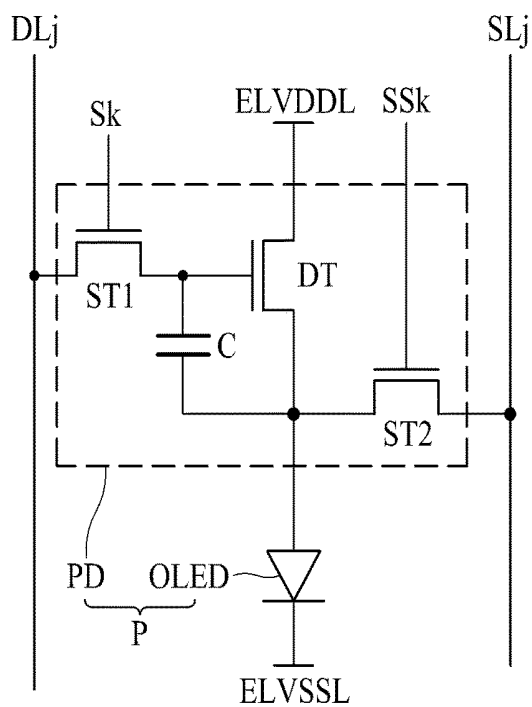 DLj
SLj
ELVDDL
SSk
Sk
DT
ST1
C
ST2
PD
OLED
P
ELVSSL